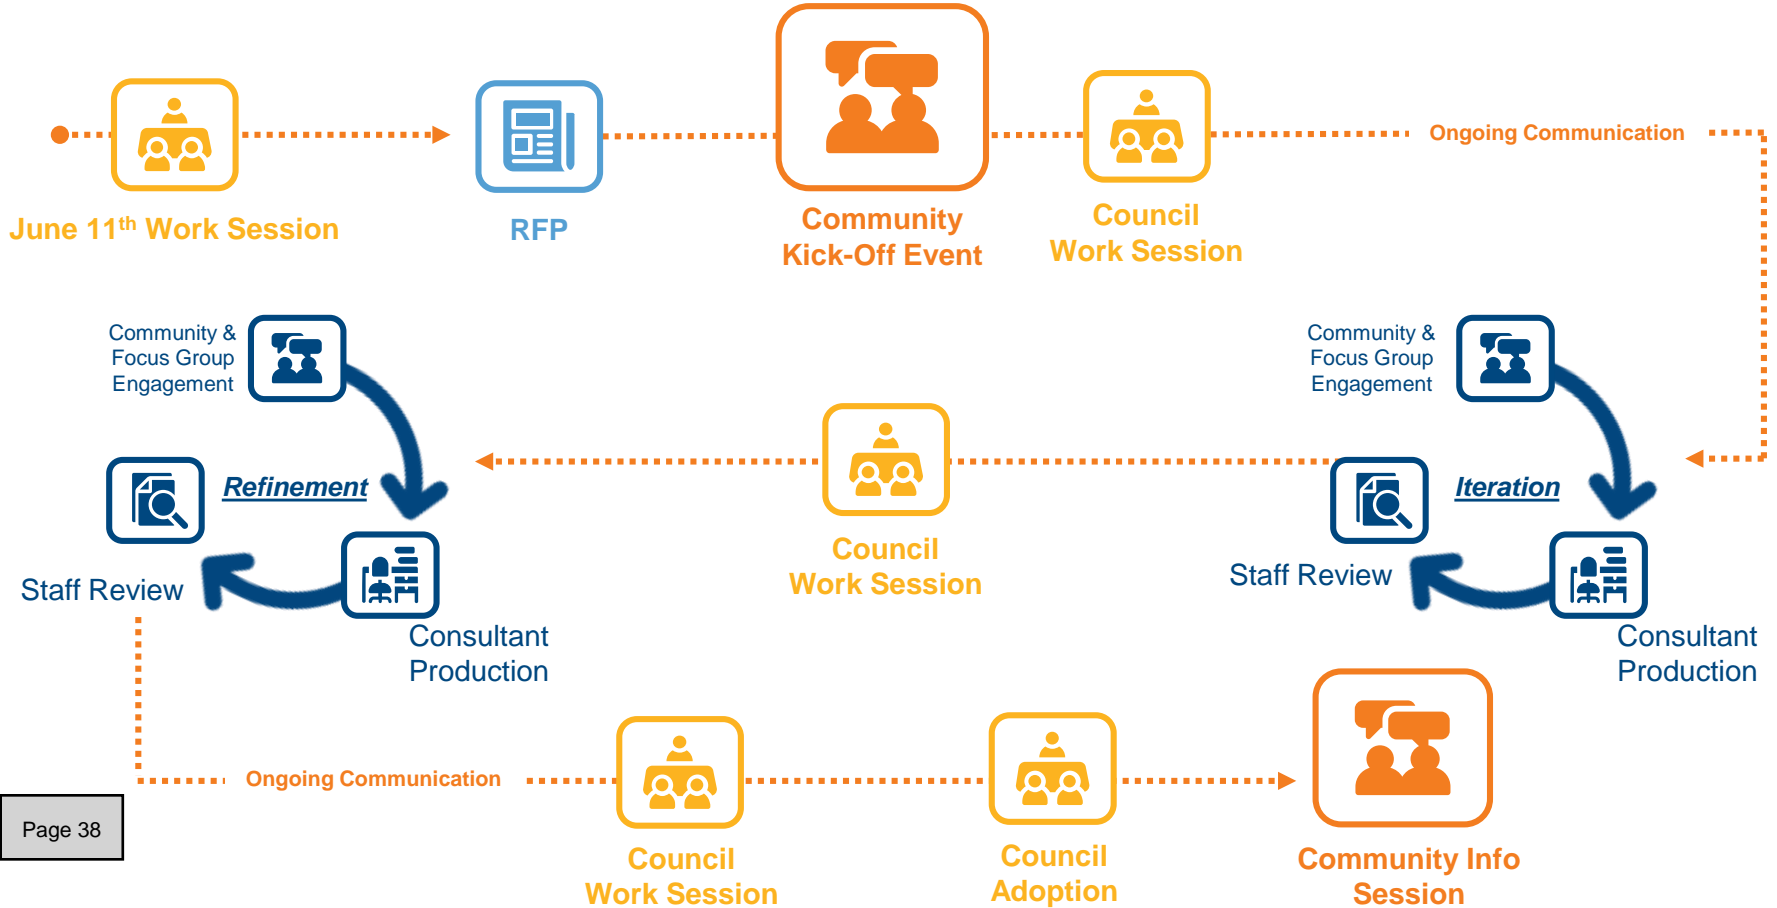 June 11th Work Session
RFP
Community
Kick-Off Event
Council
Work Session
Ongoing Communication
Community &
Focus Group
Engagement
Iteration
Consultant
Production
Staff Review
Council
Work Session
Community &
Focus Group
Engagement
Refinement
Consultant
Production
Staff Review
Ongoing Communication
Council
Work Session
Council
Adoption
Community Info
Session
Page 38